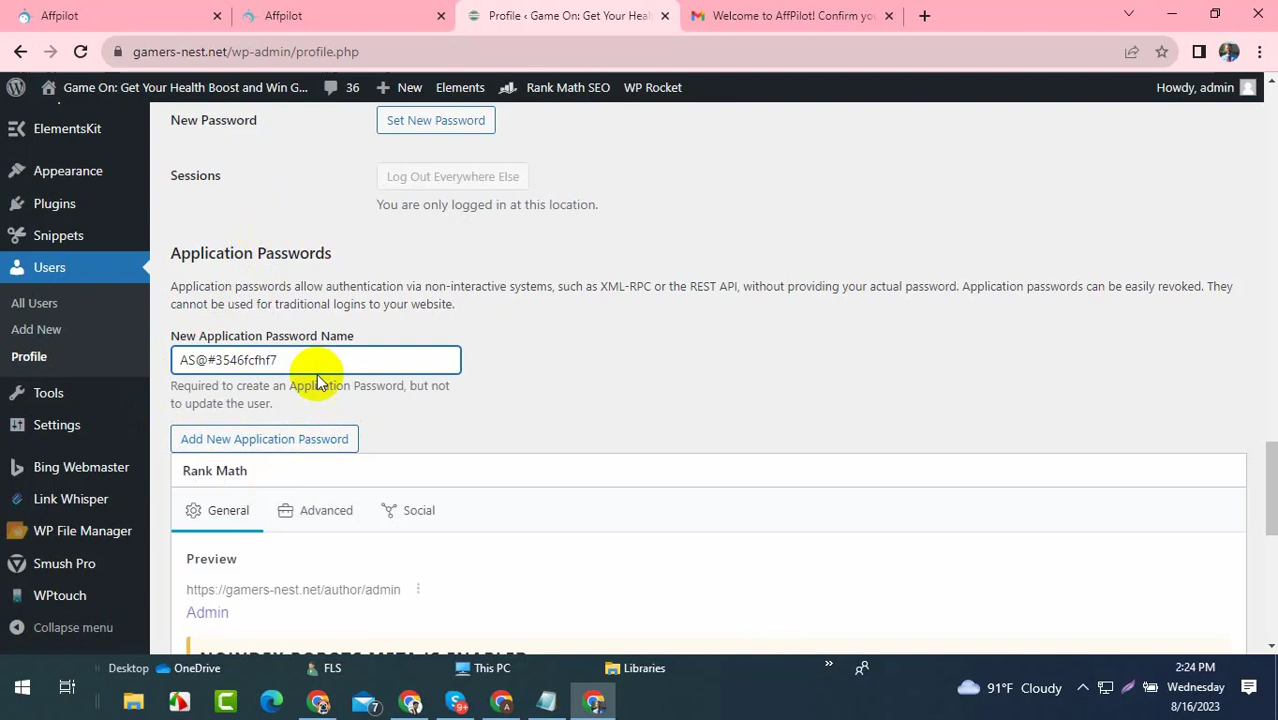 Affpilot
Affpilot
Profile ‹ Game On: Get Your Heal
Welcome to AffPilot! Confirm you
gamers-nest.net/wp-admin/profile.php
Game On: Get Your Health Boost and Win G...
36
New
Elements
Rank Math SEO
WP Rocket
Howdy, admin
ElementsKit
Appearance
Plugins
Snippets
Users
All Users
Add New
Profile
Tools
Settings
Bing Webmaster
Link Whisper
WP File Manager
Smush Pro
WPtouch
Collapse menu
New Password
Set New Password
Sessions
Log Out Everywhere Else
You are only logged in at this location.
Application Passwords
Application passwords allow authentication via non-interactive systems, such as XML-RPC or the REST API, without providing your actual password. Application passwords can be easily revoked. They
cannot be used for traditional logins to your website.
New Application Password Name
AS@#3546fcfhf7
Required to create an Application Password, but not
to update the user.
Add New Application Password
Rank Math
General
Advanced
Social
Preview
https://gamers-nest.net/author/admin
Admin
NOINDEX ROBOTS META IS ENABLED
Desktop
OneDrive
FLS
This PC
Libraries
2:24 PM
91°F Cloudy
Wednesday
8/16/2023